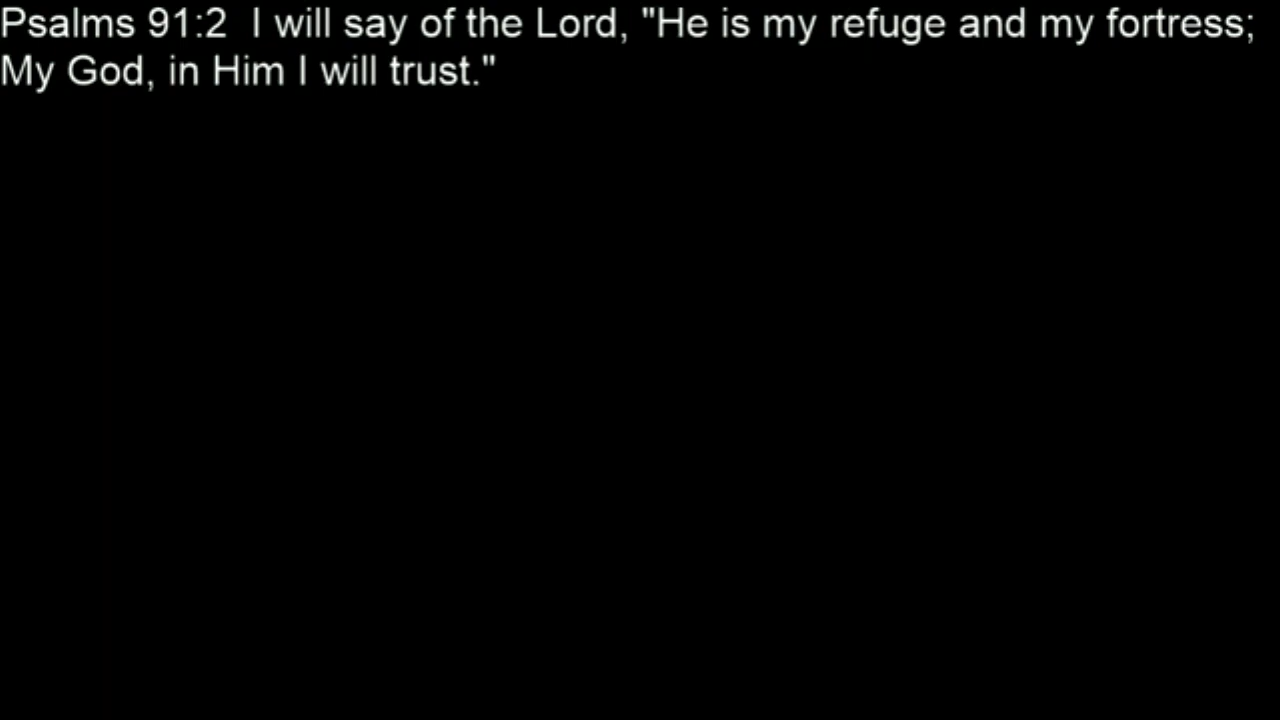 Psalms 91:2  I will say of the Lord, "He is my refuge and my fortress;
My God, in Him I will trust."